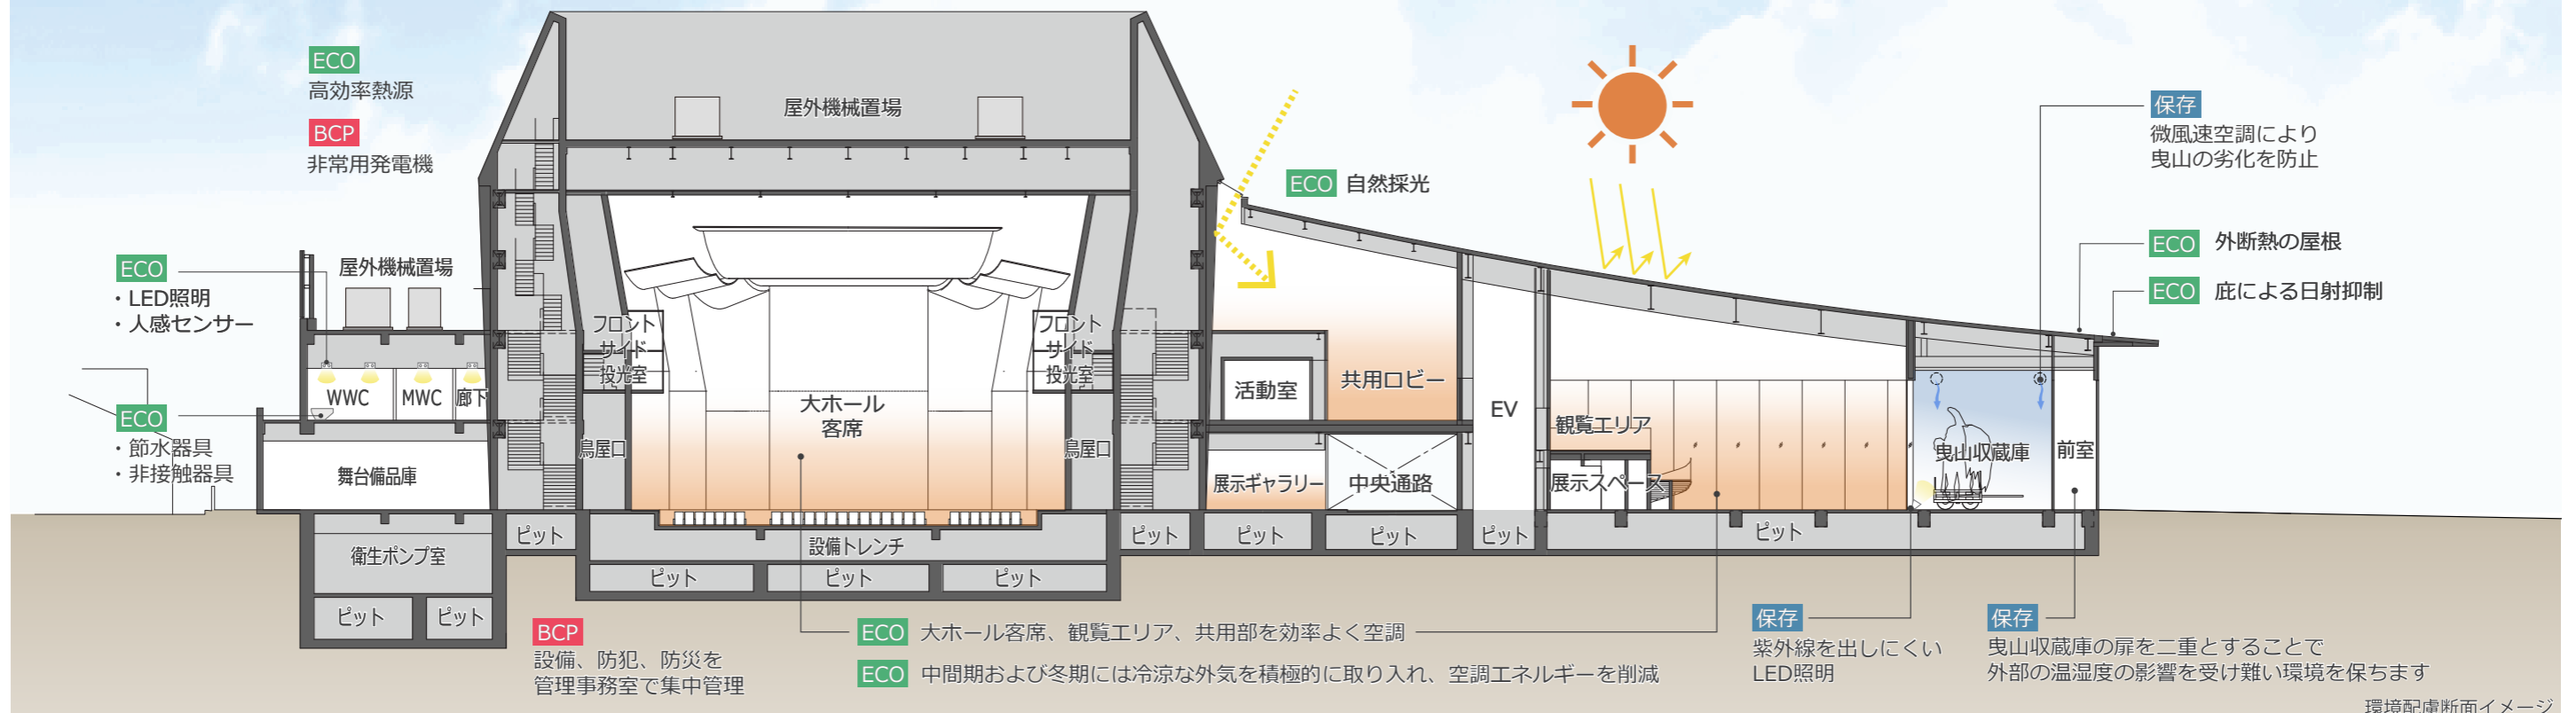 ECO
高効率熱源
BCP
非常用発電機
屋外機械置場
ECO 自然採光
保存
微風速空調により
曳山の劣化を防止
ECO 外断熱の屋根
ECO 庇による日射抑制
ECO
・LED照明
・人感センサー
屋外機械置場
ECO
・節水器具
・非接触器具
WWC
MWC
廊下
舞台備品庫
衛生ポンプ室
ピット
ピット
フロント
サイド
投光室
鳥屋口
大ホール
客席
フロント
サイド
投光室
鳥屋口
活動室
共用ロビー
展示ギャラリー
中央通路
EV
観覧エリア
展示スペース
曳山収蔵庫
前室
ピット
設備トレンチ
ピット
ピット
ピット
ピット
ピット
ピット
ピット
ピット
BCP
設備、防犯、防災を
管理事務室で集中管理
ECO 大ホール客席、観覧エリア、共用部を効率よく空調
ECO 中間期および冬期には冷涼な外気を積極的に取り入れ、空調エネルギーを削減
保存
紫外線を出しにくい
LED照明
保存
曳山収蔵庫の扉を二重とすることで
外部の温湿度の影響を受け難い環境を保ちます
環境配慮断面イメージ